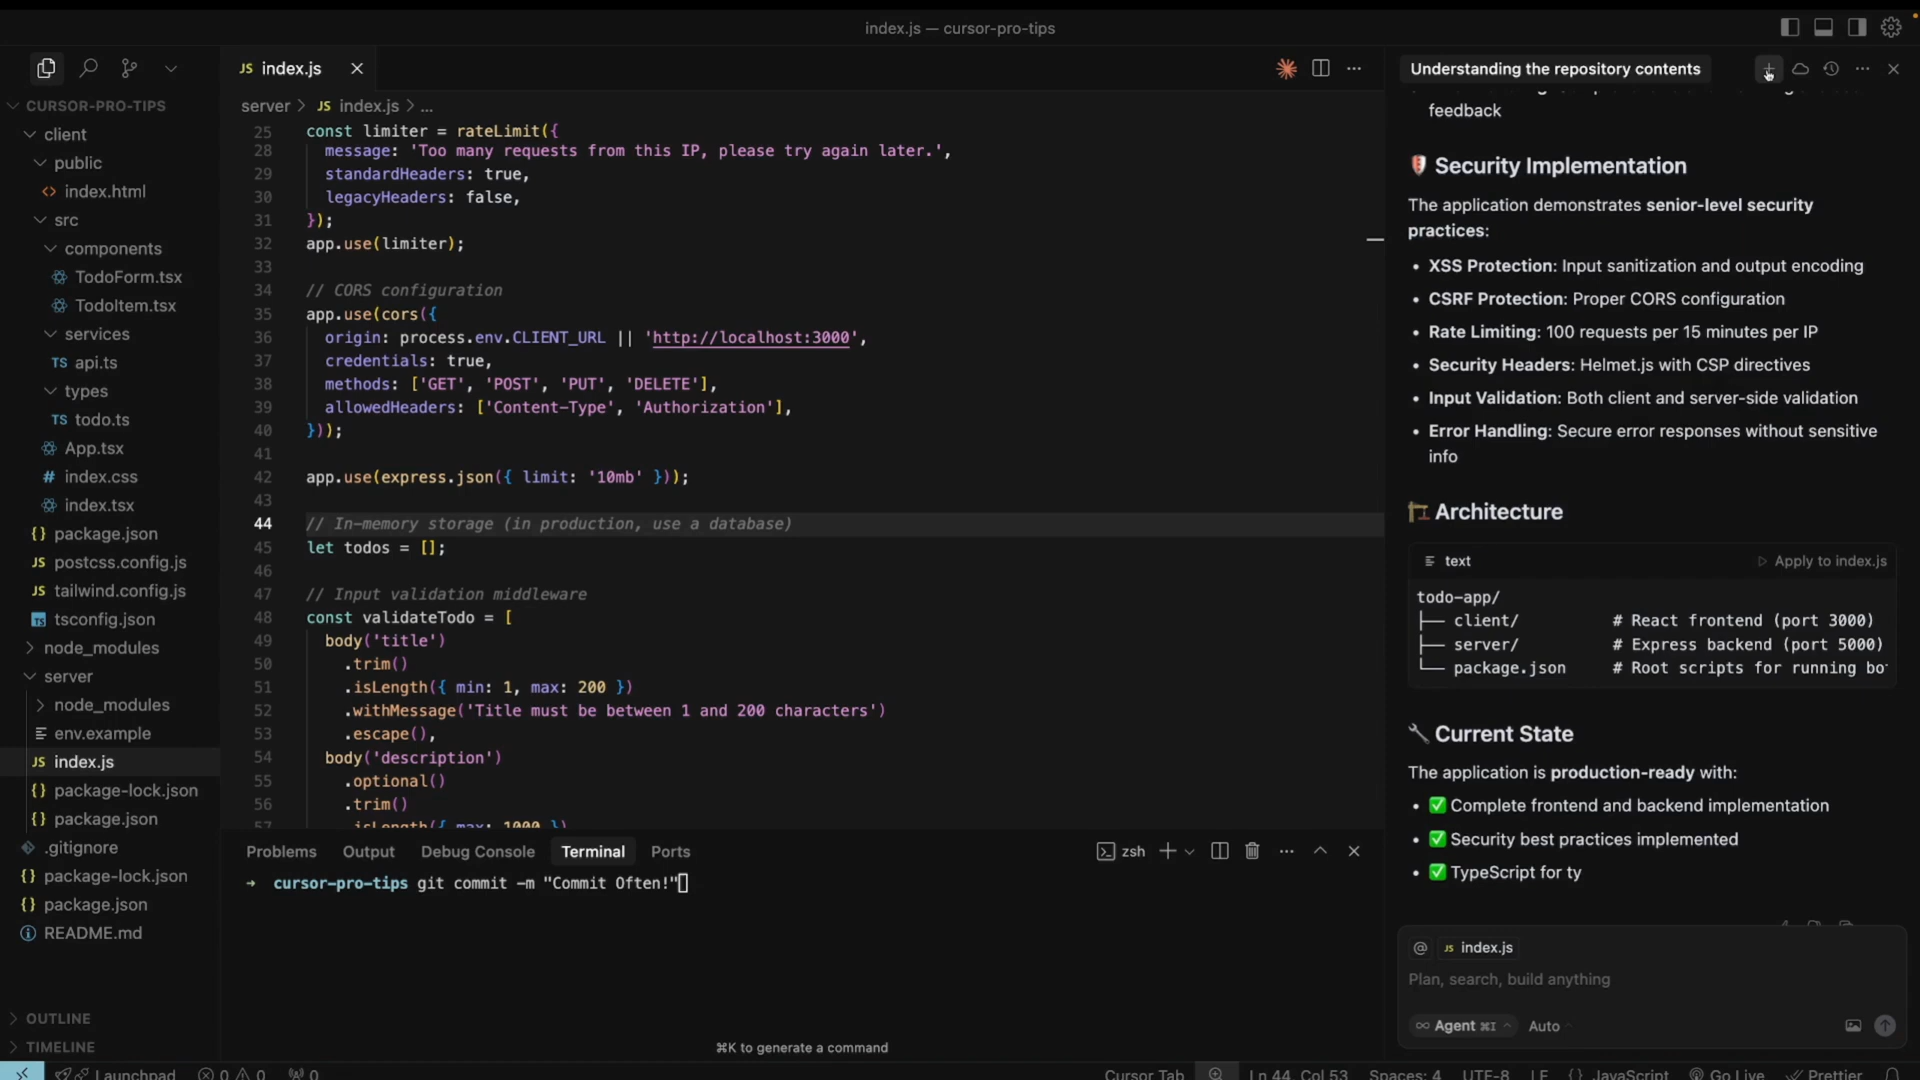 index.js — cursor-pro-tips
CURSOR-PRO-TIPS
client
public
index.html
src
components
TodoForm.tsx
TodoItem.tsx
services
TS api.ts
types
TS todo.ts
App.tsx
# index.css
index.tsx
{} package.json
JS postcss.config.js
JS tailwind.config.js
tsconfig.json
node_modules
server
node_modules
env.example
JS index.js
{} package-lock.json
{} package.json
.gitignore
{} package-lock.json
{} package.json
README.md
OUTLINE
TIMELINE
JS index.js
server > JS index.js > ...
25 const limiter = rateLimit({
28 message: 'Too many requests from this IP, please try again later.',
29 standardHeaders: true,
30 legacyHeaders: false,
31 });
32 app.use(limiter);
33
34 // CORS configuration
35 app.use(cors({
36 origin: process.env.CLIENT_URL || 'http://localhost:3000',
37 credentials: true,
38 methods: ['GET', 'POST', 'PUT', 'DELETE'],
39 allowedHeaders: ['Content-Type', 'Authorization'],
40 }));
41
42 app.use(express.json({ limit: '10mb' }));
43
44 // In-memory storage (in production, use a database)
45 let todos = [];
46
47 // Input validation middleware
48 const validateTodo = [
49 body('title')
50 .trim()
51 .isLength({ min: 1, max: 200 })
52 .withMessage('Title must be between 1 and 200 characters')
53 .escape(),
54 body('description')
55 .optional()
56 .trim()
57 .isLength({ max: 1000 })
Problems Output Debug Console Terminal Ports
zsh
cursor-pro-tips git commit -m "Commit Often!"
⌘K to generate a command
Understanding the repository contents
feedback
🛡️ Security Implementation
The application demonstrates senior-level security
practices:
• XSS Protection: Input sanitization and output encoding
• CSRF Protection: Proper CORS configuration
• Rate Limiting: 100 requests per 15 minutes per IP
• Security Headers: Helmet.js with CSP directives
• Input Validation: Both client and server-side validation
• Error Handling: Secure error responses without sensitive
info
🏗️ Architecture
text Apply to index.js
todo-app/
├── client/ # React frontend (port 3000)
├── server/ # Express backend (port 5000)
└── package.json # Root scripts for running bo
🔧 Current State
The application is production-ready with:
• ✅ Complete frontend and backend implementation
• ✅ Security best practices implemented
• ✅ TypeScript for ty
@ JS index.js
Plan, search, build anything
∞ Agent ⌘I Auto
Launchpad 0 0 0 Cursor Tab Ln 44, Col 53 Spaces: 4 UTF-8 LF {} JavaScript Go Live Prettier